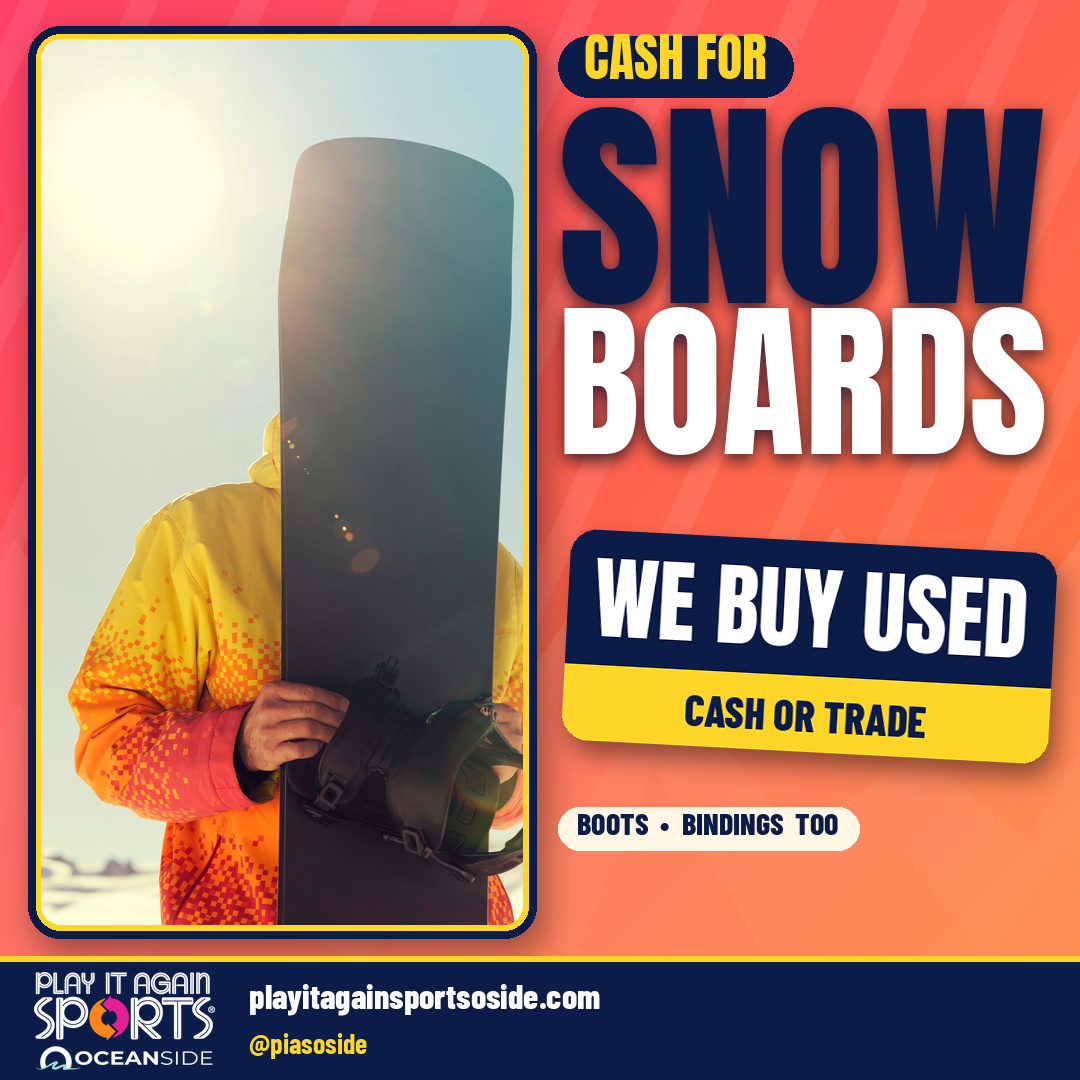 CASH FOR
SNOW
BOARDS
WE BUY USED
CASH OR TRADE
BOOTS • BINDINGS TOO
PLAY IT AGAIN
SPORTS®
OCEANSIDE
playitagainsportsoside.com
@piasoside